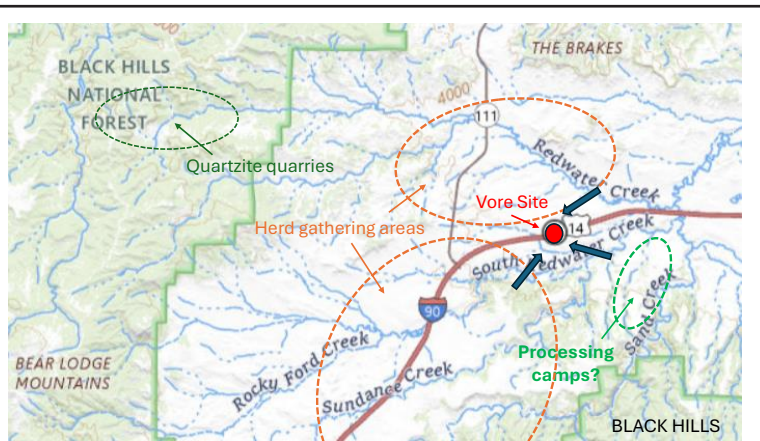 THE BRAKES
BLACK HILLS
NATIONAL
FOREST
4000
111
Quartzite quarries
Redwater Creek
Vore Site
Herd gathering areas
14
South Redwater Creek
90
Sand Creek
Rocky Ford Creek
Processing
camps?
BEAR LODGE
MOUNTAINS
Sundance Creek
BLACK HILLS